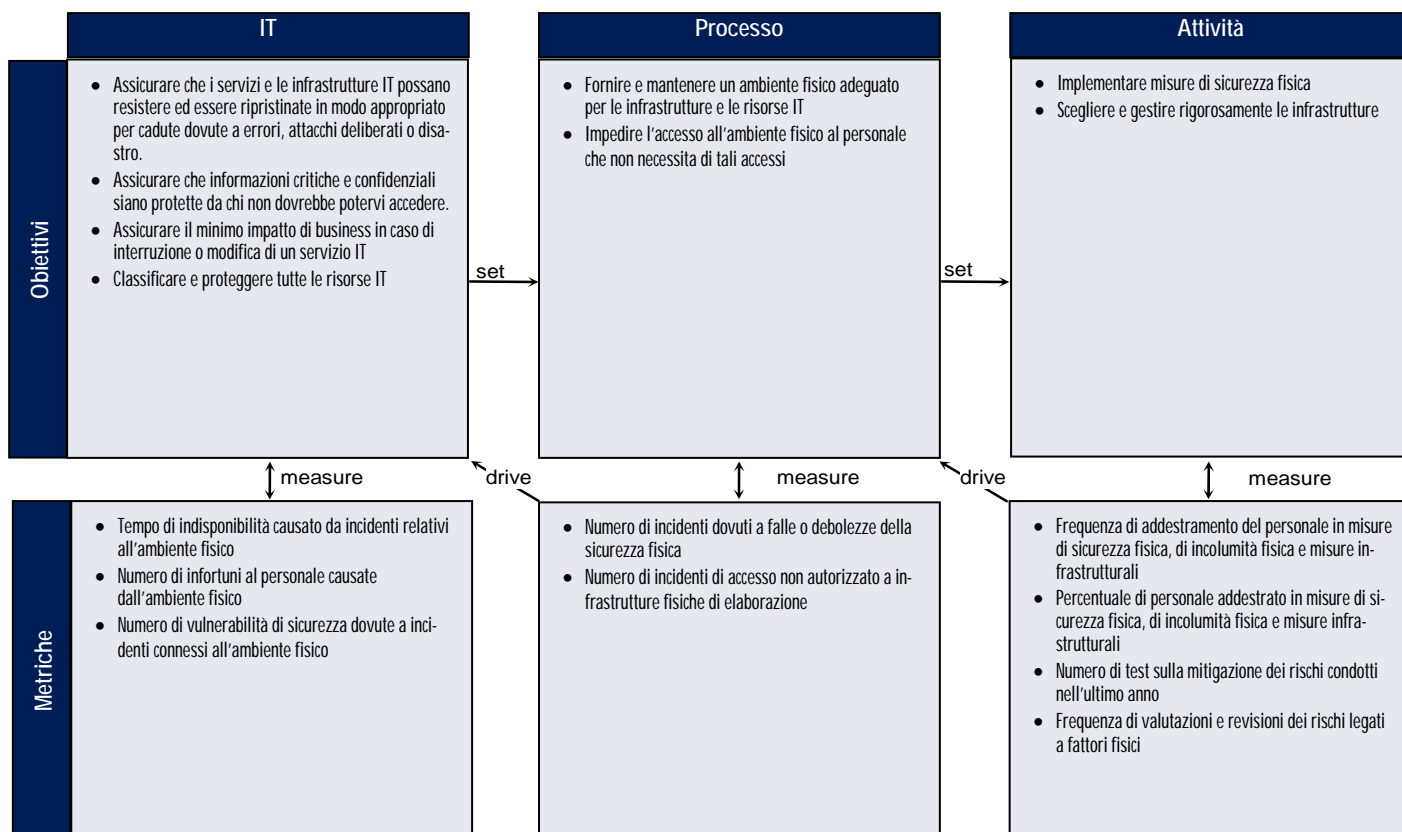 IT
Processo
Attività
Obiettivi
• Assicurare che i servizi e le infrastrutture IT possano
resistere ed essere ripristinate in modo appropriato
per cadute dovute a errori, attacchi deliberati o disa-
stro.
• Assicurare che informazioni critiche e confidenziali
siano protette da chi non dovrebbe potervi accedere.
• Assicurare il minimo impatto di business in caso di
interruzione o modifica di un servizio IT
• Classificare e proteggere tutte le risorse IT
set
• Fornire e mantenere un ambiente fisico adeguato
per le infrastrutture e le risorse IT
• Impedire l'accesso all'ambiente fisico al personale
che non necessita di tali accessi
set
• Implementare misure di sicurezza fisica
• Scegliere e gestire rigorosamente le infrastrutture
measure
drive
measure
drive
measure
Metriche
• Tempo di indisponibilità causato da incidenti relativi
all'ambiente fisico
• Numero di infortuni al personale causate
dall'ambiente fisico
• Numero di vulnerabilità di sicurezza dovute a inci-
denti connessi all'ambiente fisico
• Numero di incidenti dovuti a falle o debolezze della
sicurezza fisica
• Numero di incidenti di accesso non autorizzato a in-
frastrutture fisiche di elaborazione
• Frequenza di addestramento del personale in misure
di sicurezza fisica, di incolumità fisica e misure in-
frastrutturali
• Percentuale di personale addestrato in misure di si-
curezza fisica, di incolumità fisica e misure infra-
strutturali
• Numero di test sulla mitigazione dei rischi condotti
nell'ultimo anno
• Frequenza di valutazioni e revisioni dei rischi legati
a fattori fisici